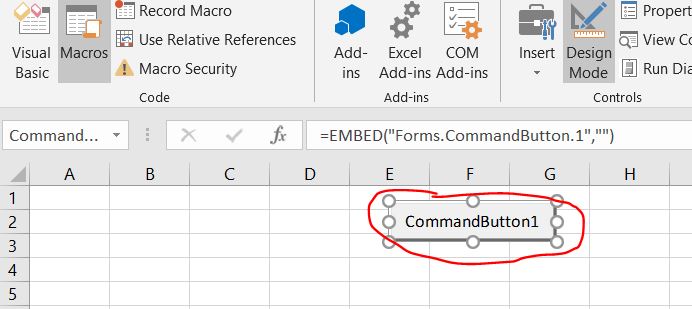 Visual Basic
Macros
Record Macro
Use Relative References
Macro Security
Code
Add-ins
Excel Add-ins
COM Add-ins
Add-ins
Insert
Design Mode
Propert
View Co
Run Dia
Controls
Command...
fx
=EMBED("Forms.CommandButton.1","")
A B C D E F G H
1
2
CommandButton1
3
4
5